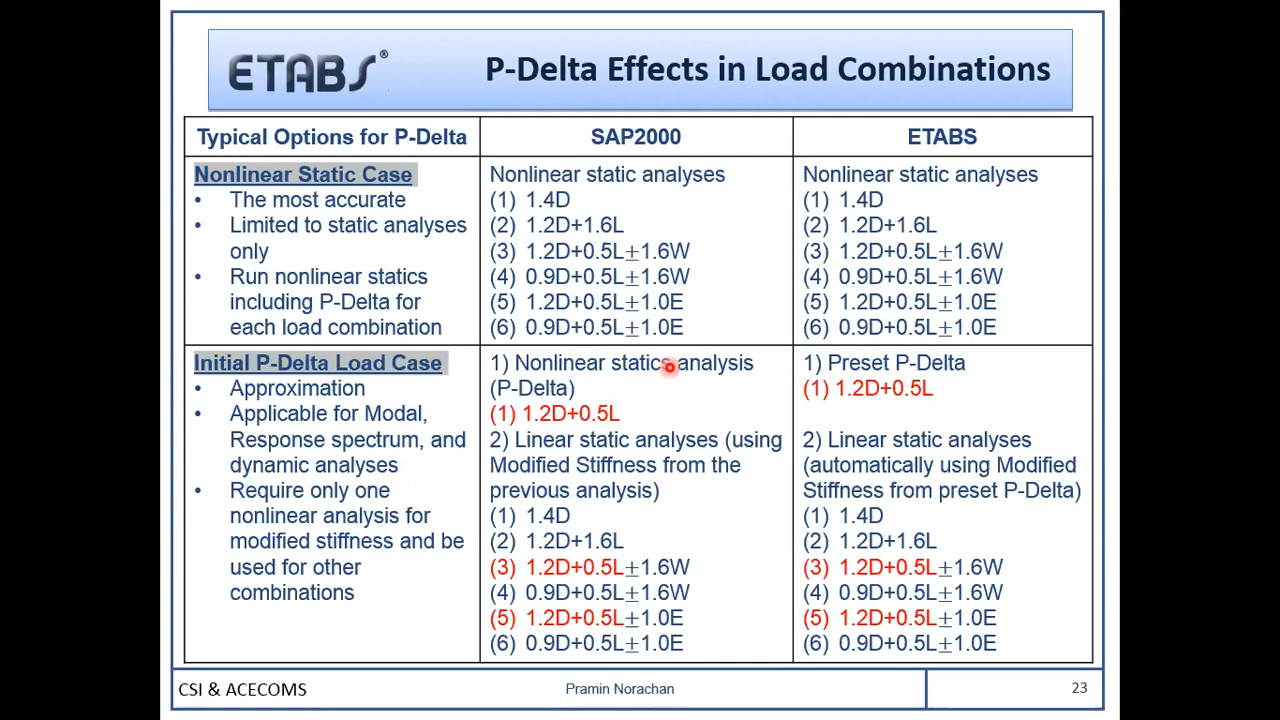 ETABS®
P-Delta Effects in Load Combinations
Typical Options for P-Delta
SAP2000
ETABS
Nonlinear Static Case
• The most accurate
• Limited to static analyses
only
• Run nonlinear statics
including P-Delta for
each load combination
Nonlinear static analyses
(1) 1.4D
(2) 1.2D+1.6L
(3) 1.2D+0.5L±1.6W
(4) 0.9D+0.5L±1.6W
(5) 1.2D+0.5L±1.0E
(6) 0.9D+0.5L±1.0E
Nonlinear static analyses
(1) 1.4D
(2) 1.2D+1.6L
(3) 1.2D+0.5L±1.6W
(4) 0.9D+0.5L±1.6W
(5) 1.2D+0.5L±1.0E
(6) 0.9D+0.5L±1.0E
Initial P-Delta Load Case
• Approximation
• Applicable for Modal,
Response spectrum, and
dynamic analyses
• Require only one
nonlinear analysis for
modified stiffness and be
used for other
combinations
1) Nonlinear statics analysis
(P-Delta)
(1) 1.2D+0.5L
2) Linear static analyses (using
Modified Stiffness from the
previous analysis)
(1) 1.4D
(2) 1.2D+1.6L
(3) 1.2D+0.5L±1.6W
(4) 0.9D+0.5L±1.6W
(5) 1.2D+0.5L±1.0E
(6) 0.9D+0.5L±1.0E
1) Preset P-Delta
(1) 1.2D+0.5L
2) Linear static analyses
(automatically using Modified
Stiffness from preset P-Delta)
(1) 1.4D
(2) 1.2D+1.6L
(3) 1.2D+0.5L±1.6W
(4) 0.9D+0.5L±1.6W
(5) 1.2D+0.5L±1.0E
(6) 0.9D+0.5L±1.0E
CSI & ACECOMS
Pramin Norachan
23